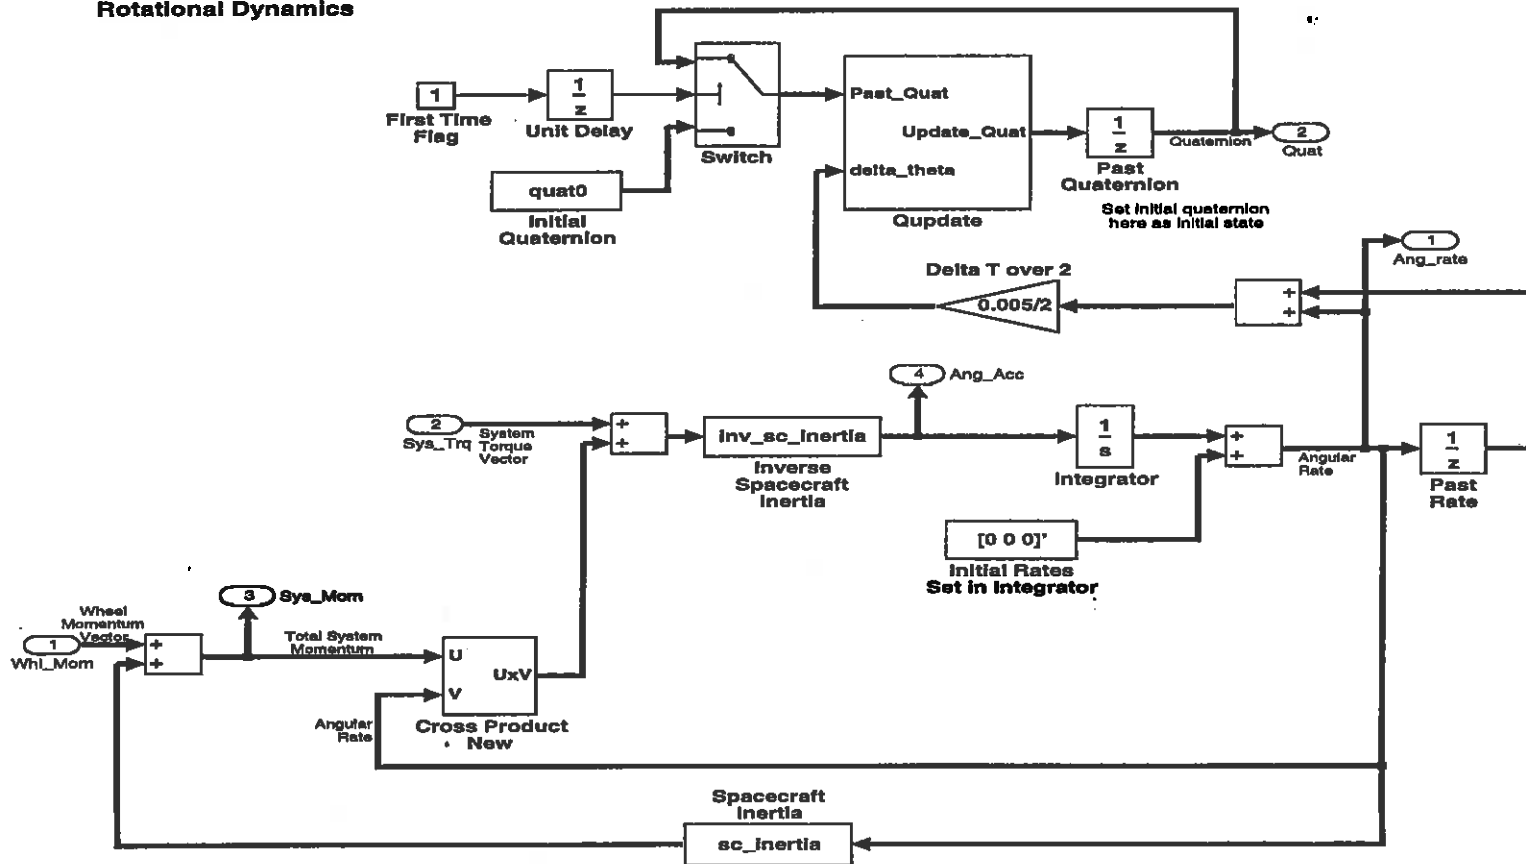 Rotational Dynamics
1
First Time
Flag
1
z
Unit Delay
Switch
quat0
Initial
Quaternion
Past_Quat
Update_Quat
delta_theta
Qupdate
1
z
Past
Quaternion
Quaternion
2
Quat
Set initial quaternion
here as initial state
1
Ang_rate
Delta T over 2
0.005/2
+
+
4
Ang_Acc
2
Sys_Trq
System
Torque
Vector
+
+
inv_sc_inertia
Inverse
Spacecraft
Inertia
1
s
Integrator
+
+
Angular
Rate
1
z
Past
Rate
[0 0 0]'
Initial Rates
Set in Integrator
3
Sys_Mom
Wheel
Momentum
Vector
1
Whl_Mom
+
+
Total System
Momentum
U
UxV
V
Cross Product
New
Angular
Rate
Spacecraft
Inertia
sc_inertia